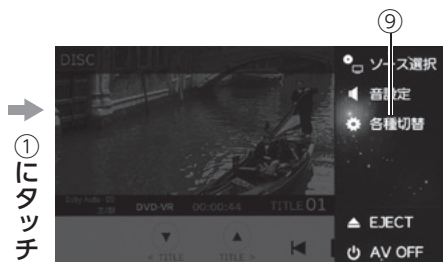 ⑨
DISC
ソース選択
音設定
各種切替
①にタッチ
DVD-VR 00:00:44 TITLE 01
< TITLE TITLE >
EJECT
AV OFF